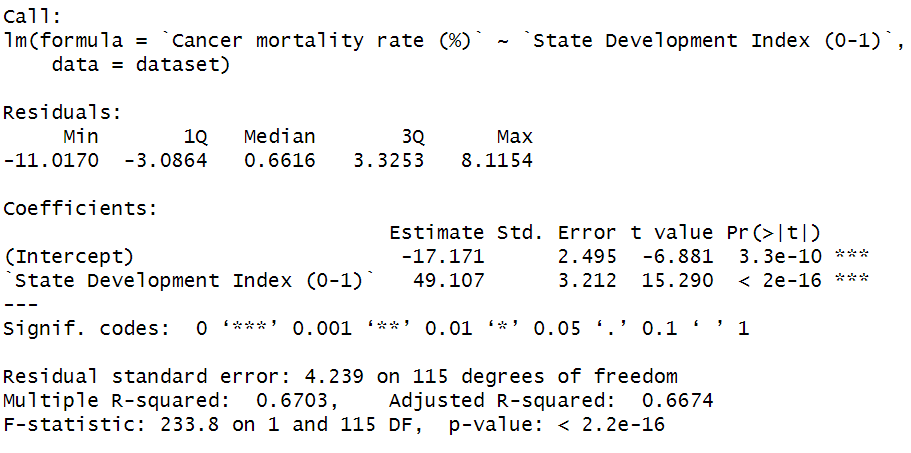 Call:
lm(formula = `Cancer mortality rate (%)` ~ `State Development Index (0-1)`,
    data = dataset)
Residuals:
     Min       1Q   Median       3Q      Max
-11.0170  -3.0864   0.6616   3.3253   8.1154
Coefficients:
                                Estimate Std. Error t value Pr(>|t|)
(Intercept)                      -17.171      2.495  -6.881  3.3e-10 ***
`State Development Index (0-1)`   49.107      3.212  15.290  < 2e-16 ***
---
Signif. codes:  0 ‘***’ 0.001 ‘**’ 0.01 ‘*’ 0.05 ‘.’ 0.1 ‘ ’ 1
Residual standard error: 4.239 on 115 degrees of freedom
Multiple R-squared:  0.6703,    Adjusted R-squared:  0.6674
F-statistic: 233.8 on 1 and 115 DF,  p-value: < 2.2e-16